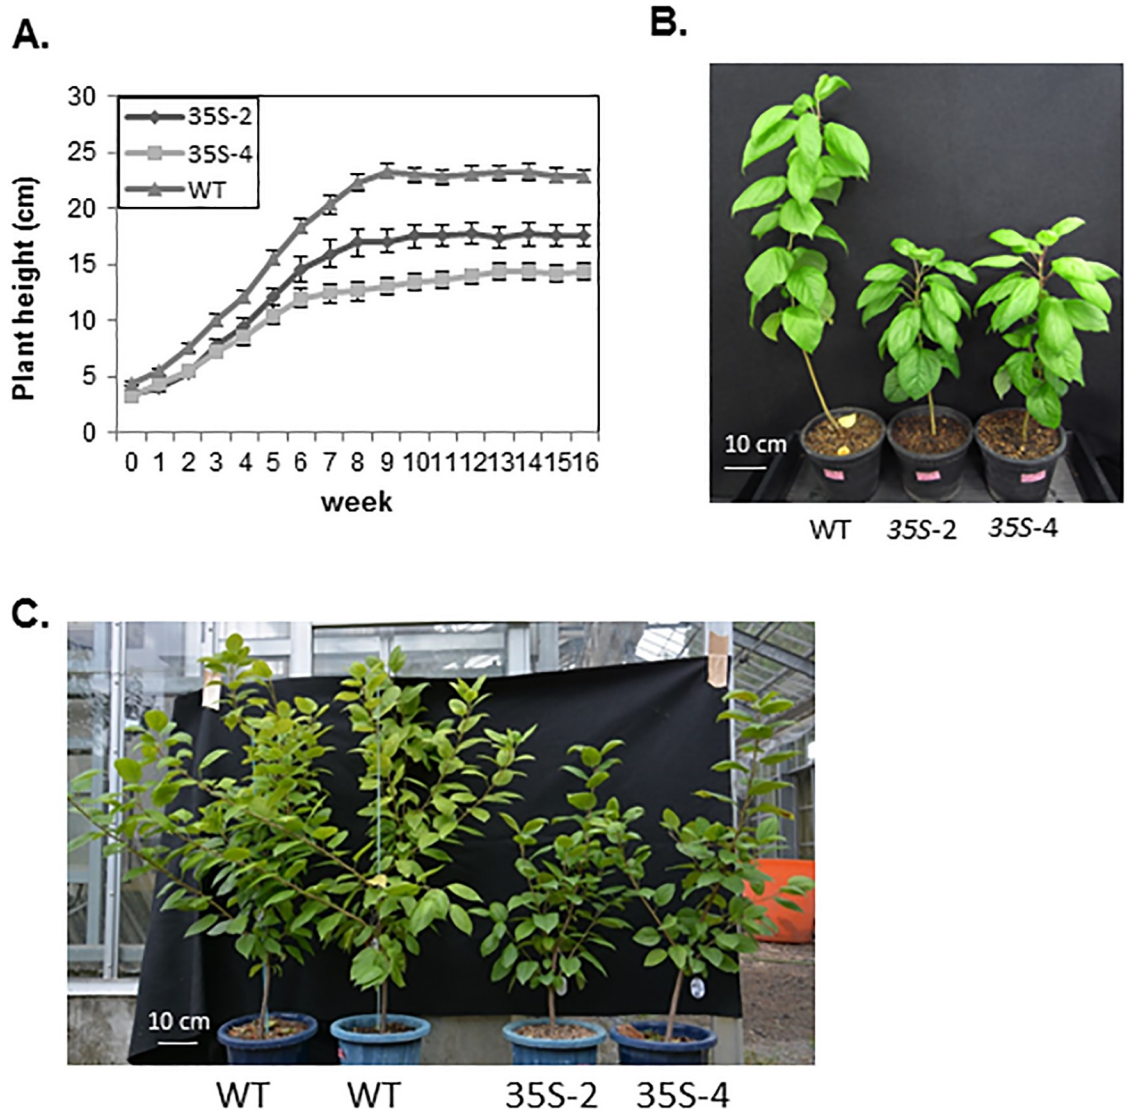 A.
30
25
20
15
10
5
0
Plant height (cm)
35S-2
35S-4
WT
0 1 2 3 4 5 6 7 8 9 10 11 12 13 14 15 16
week
B.
10 cm
WT 35S-2 35S-4
C.
10 cm
WT WT 35S-2 35S-4